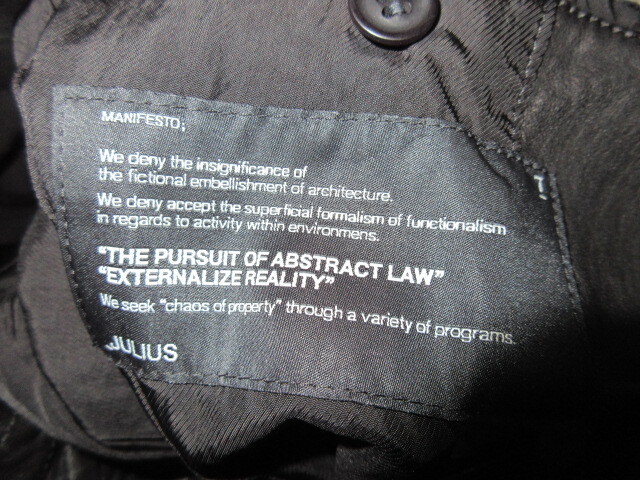 MANIFESTO;
We deny the insignificance of
the fictional embellishment of architecture.
We deny accept the superficial formalism of functionalism
in regards to activity within environmens.
"THE PURSUIT OF ABSTRACT LAW"
"EXTERNALIZE REALITY"
We seek "chaos of property" through a variety of programs.
JULIUS